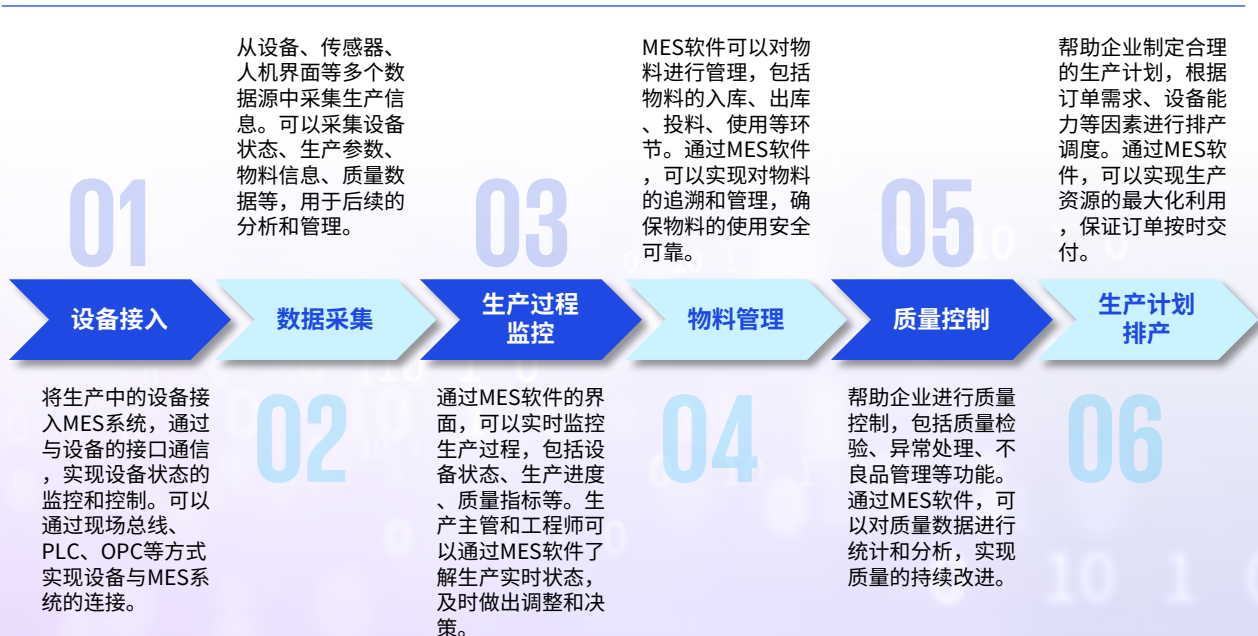 01
设备接入
将生产中的设备接
入MES系统，通过
与设备的接口通信
，实现设备状态的
监控和控制。可以
通过现场总线、
PLC、OPC等方式
实现设备与MES系
统的连接。
从设备、传感器、
人机界面等多个数
据源中采集生产信
息。可以采集设备
状态、生产参数、
物料信息、质量数
据等，用于后续的
分析和管理。
数据采集
02
03
生产过程
监控
通过MES软件的界
面，可以实时监控
生产过程，包括设
备状态、生产进度
、质量指标等。生
产主管和工程师可
以通过MES软件了
解生产实时状态，
及时做出调整和决
策。
MES软件可以对物
料进行管理，包括
物料的入库、出库
、投料、使用等环
节。通过MES软件
，可以实现对物料
的追溯和管理，确
保物料的使用安全
可靠。
物料管理
04
05
质量控制
帮助企业进行质量
控制，包括质量检
验、异常处理、不
良品管理等功能。
通过MES软件，可
以对质量数据进行
统计和分析，实现
质量的持续改进。
帮助企业制定合理
的生产计划，根据
订单需求、设备能
力等因素进行排产
调度。通过MES软
件，可以实现生产
资源的最大化利用
，保证订单按时交
付。
生产计划
排产
06